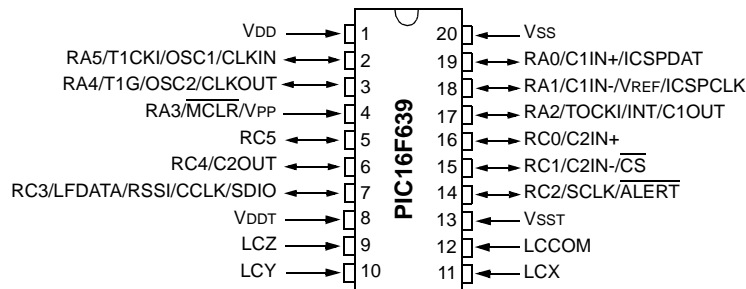 VDD 1 20 VSS
RA5/T1CKI/OSC1/CLKIN 2 19 RA0/C1IN+/ICSPDAT
RA4/T1G/OSC2/CLKOUT 3 18 RA1/C1IN-/VREF/ICSPCLK
RA3/MCLR/VPP 4 17 RA2/TOCKI/INT/C1OUT
RC5 5 16 RC0/C2IN+
RC4/C2OUT 6 15 RC1/C2IN-/CS
RC3/LFDATA/RSSI/CCLK/SDIO 7 14 RC2/SCLK/ALERT
VDDT 8 13 VSST
LCZ 9 12 LCCOM
LCY 10 11 LCX
PIC16F639